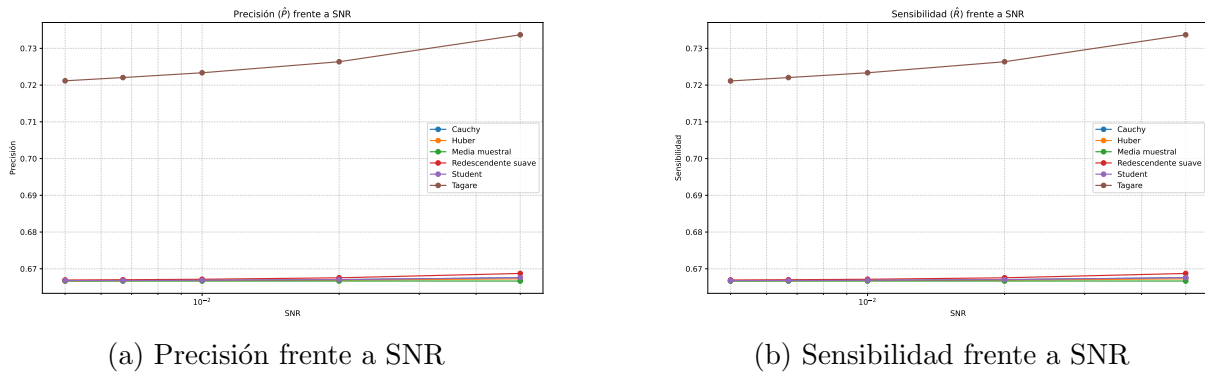 Precisión (P̂) frente a SNR
0.73
0.72
0.71
0.70
0.69
0.68
0.67
Precisión
Cauchy
Huber
Media muestral
Redescendente suave
Student
Tagare
10⁻²
SNR
(a) Precisión frente a SNR
Sensibilidad (R̂) frente a SNR
0.73
0.72
0.71
0.70
0.69
0.68
0.67
Sensibilidad
Cauchy
Huber
Media muestral
Redescendente suave
Student
Tagare
10⁻²
SNR
(b) Sensibilidad frente a SNR